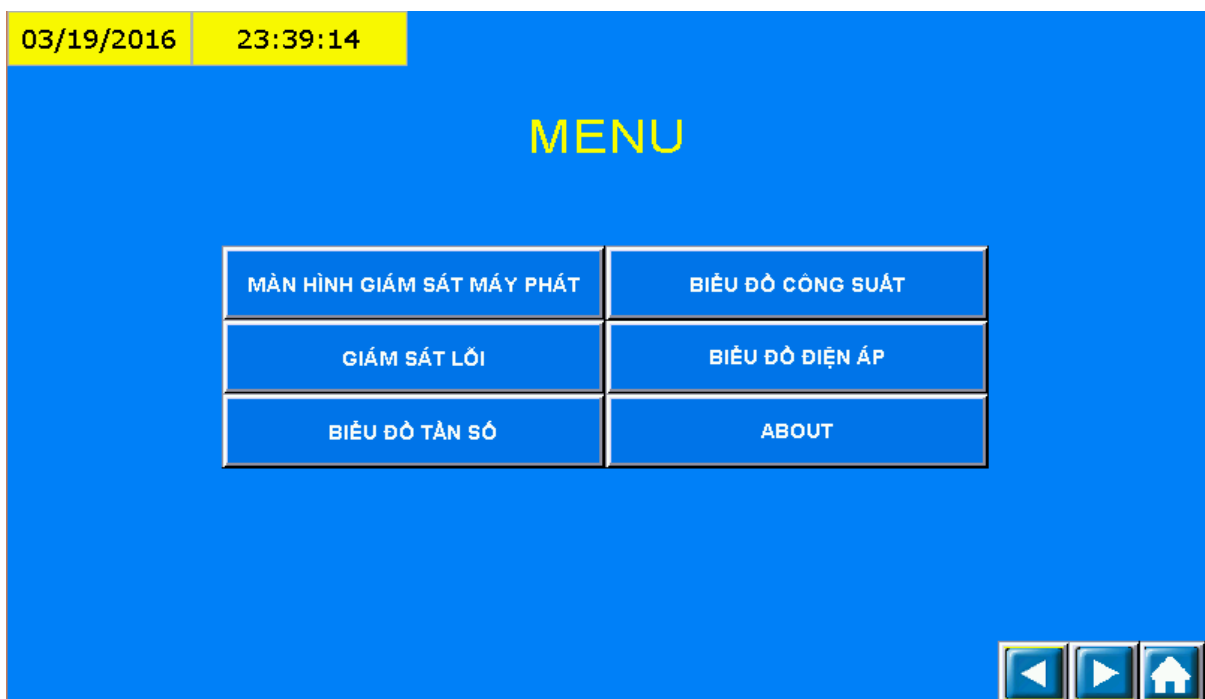 03/19/2016 23:39:14
MENU
MÀN HÌNH GIÁM SÁT MÁY PHÁT BIỂU ĐỒ CÔNG SUẤT
GIÁM SÁT LỖI BIỂU ĐỒ ĐIỆN ÁP
BIỂU ĐỒ TẦN SỐ ABOUT